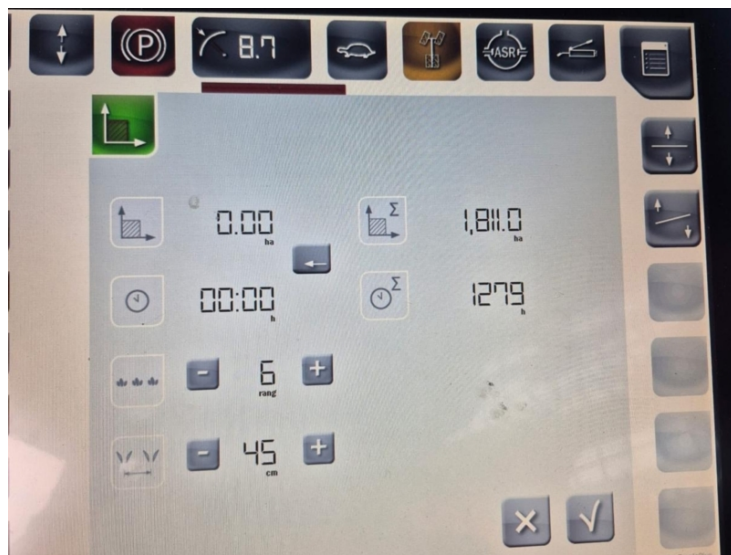 (P) 8.7 ASR
0.00 ha Σ 1,811.0 ha
00:00 h Σ 1279 h
- 6 rang +
- 45 cm +